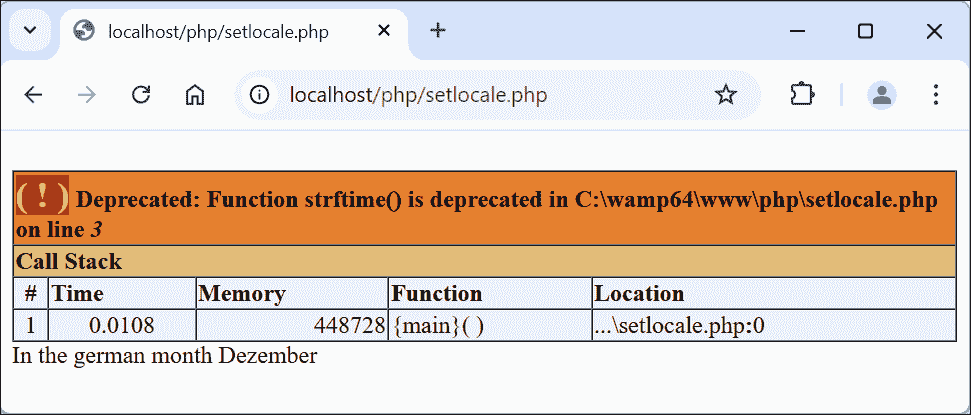 localhost/php/setlocale.php
localhost/php/setlocale.php
( ! ) Deprecated: Function strftime() is deprecated in C:\wamp64\www\php\setlocale.php
on line 3
Call Stack
# Time Memory Function Location
1 0.0108 448728 {main}( ) ...\setlocale.php:0
In the german month Dezember